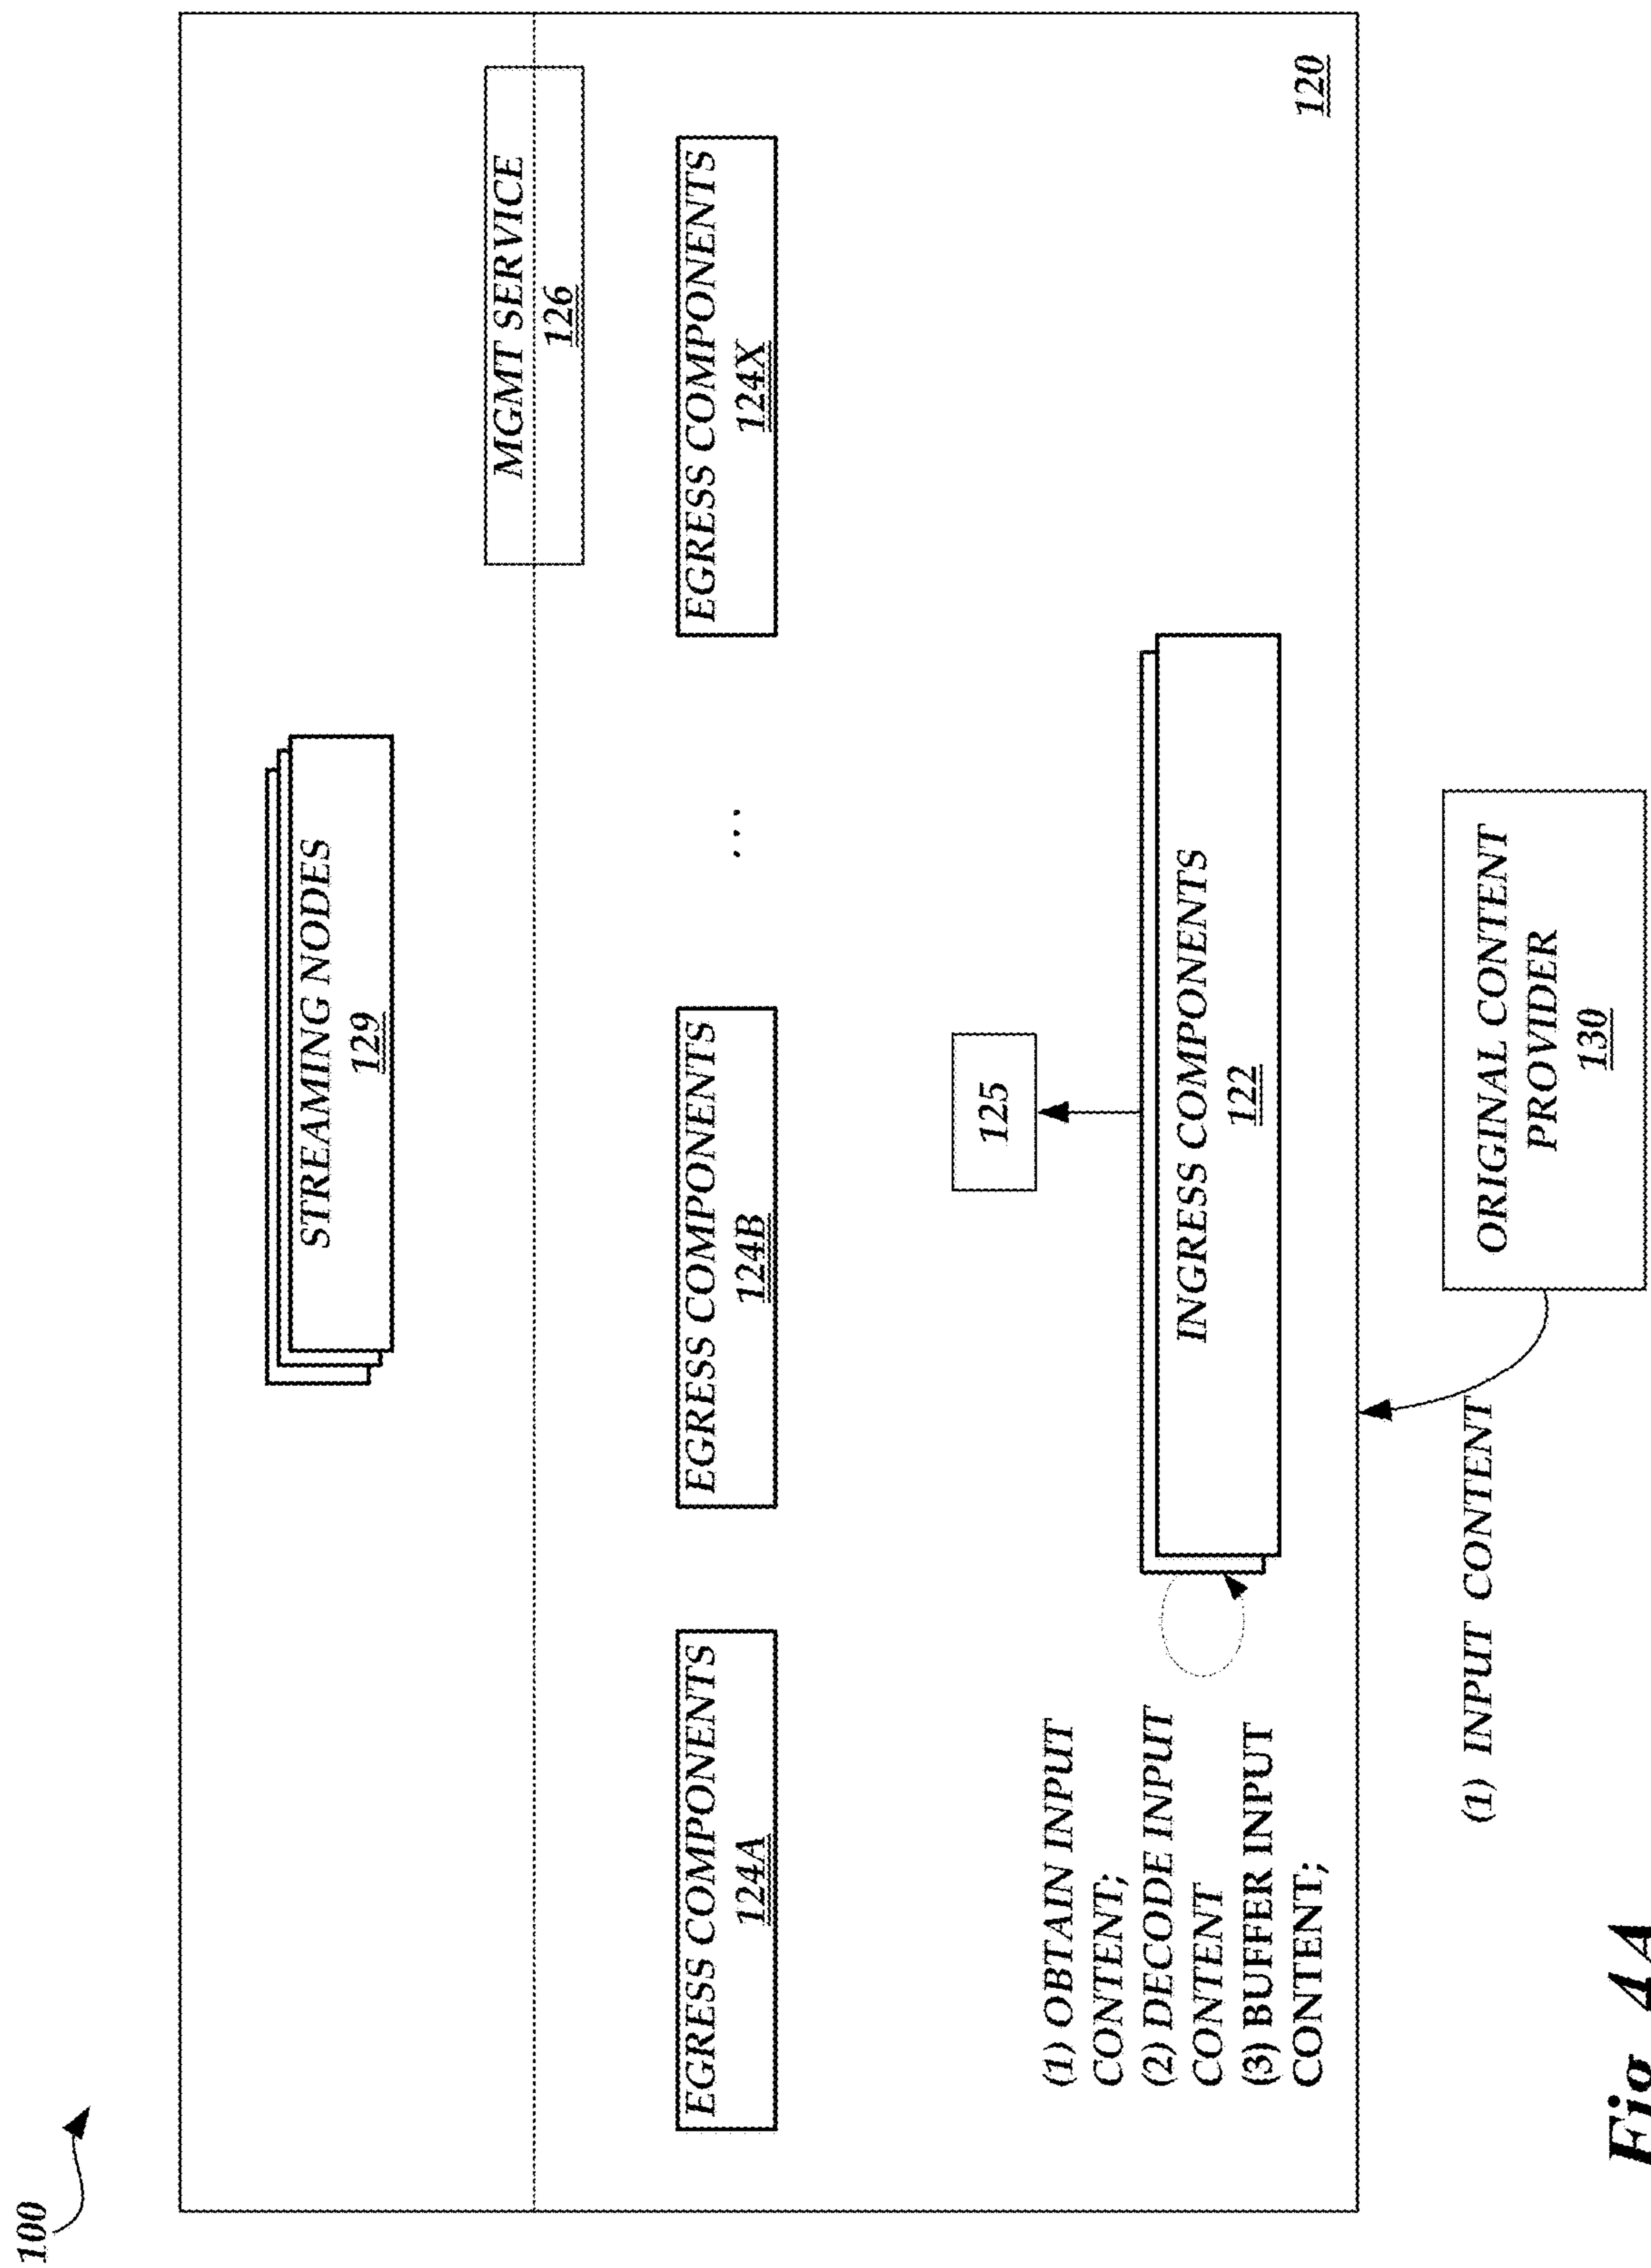 100
STREAMING NODES
129
MGMT SERVICE
126
EGRESS COMPONENTS
124A
EGRESS COMPONENTS
124B
...
EGRESS COMPONENTS
124X
125
(1) OBTAIN INPUT
CONTENT;
(2) DECODE INPUT
CONTENT
(3) BUFFER INPUT
CONTENT;
INGRESS COMPONENTS
122
120
(1) INPUT CONTENT
ORIGINAL CONTENT
PROVIDER
130
Fig. 4A